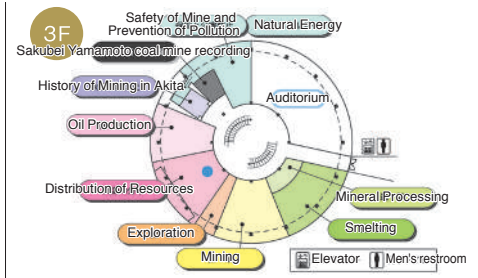 3F
Safety of Mine and
Prevention of Pollution
Natural Energy
Sakubei Yamamoto coal mine recording
History of Mining in Akita
Auditorium
Oil Production
Distribution of Resources
Mineral Processing
Exploration
Smelting
Mining
Elevator
Men's restroom